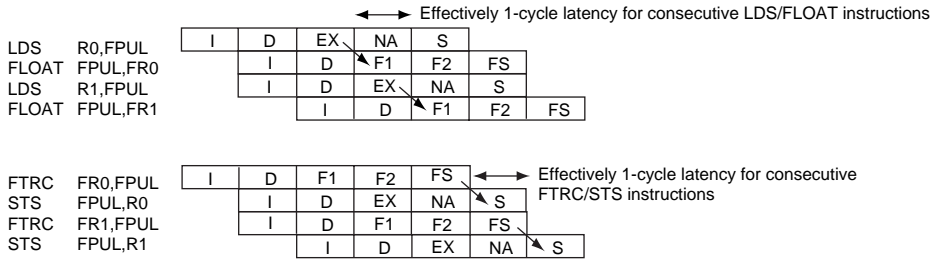 Effectively 1-cycle latency for consecutive LDS/FLOAT instructions
LDS R0,FPUL I D EX NA S
FLOAT FPUL,FR0 I D F1 F2 FS
LDS R1,FPUL I D EX NA S
FLOAT FPUL,FR1 I D F1 F2 FS
FTRC FR0,FPUL I D F1 F2 FS Effectively 1-cycle latency for consecutive
FTRC/STS instructions
STS FPUL,R0 I D EX NA S
FTRC FR1,FPUL I D F1 F2 FS
STS FPUL,R1 I D EX NA S